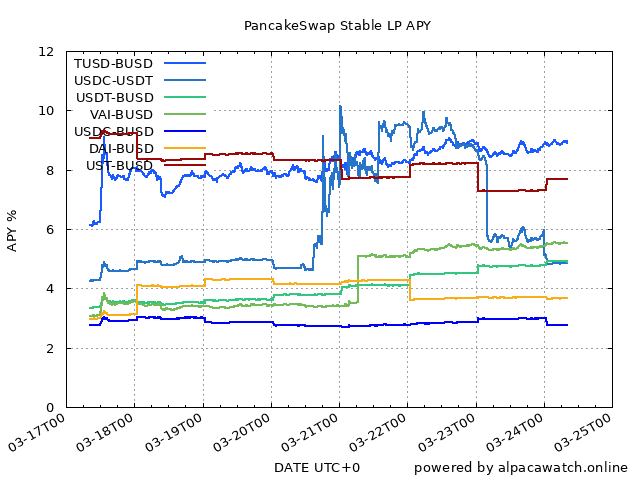 PancakeSwap Stable LP APY
12
10
8
6
4
2
0
APY %
TUSD-BUSD
USDC-USDT
USDT-BUSD
VAI-BUSD
USDC-BUSD
DAI-BUSD
UST-BUSD
03-17T00
03-18T00
03-19T00
03-20T00
03-21T00
03-22T00
03-23T00
03-24T00
03-25T00
DATE UTC+0
powered by alpacawatch.online